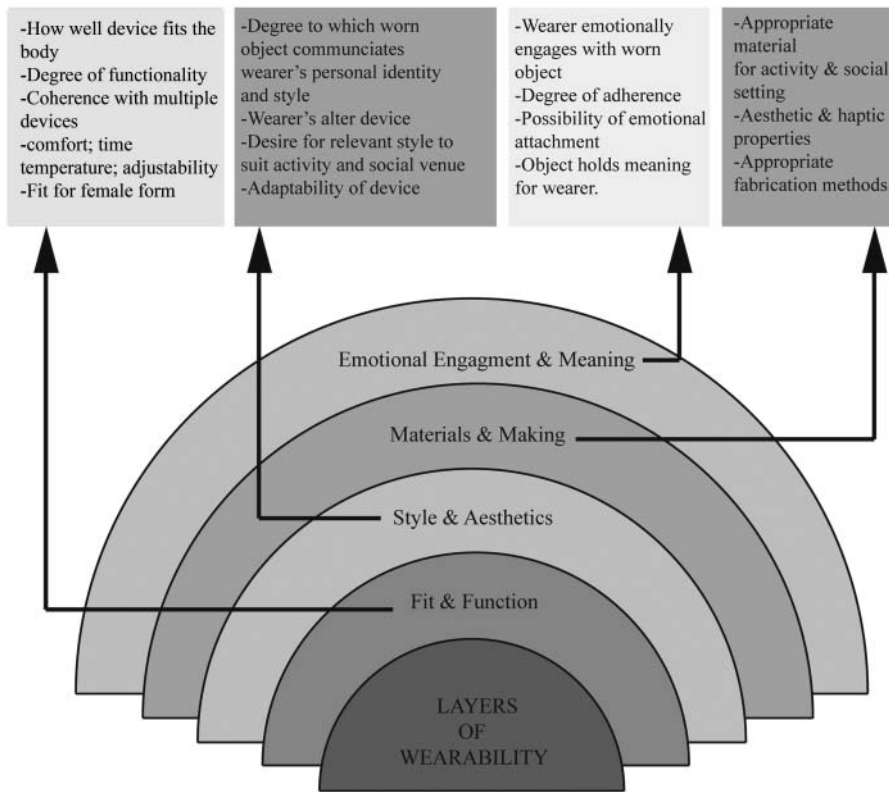 -How well device fits the
body
-Degree of functionality
-Coherence with multiple
devices
-comfort; time
temperature; adjustability
-Fit for female form
-Degree to which worn
object communciates
wearer's personal identity
and style
-Wearer's alter device
-Desire for relevant style to
suit activity and social venue
-Adaptability of device
-Wearer emotionally
engages with worn
object
-Degree of adherence
-Possibility of emotional
attachment
-Object holds meaning
for wearer.
-Appropriate
material
for activity & social
setting
-Aesthetic & haptic
properties
-Appropriate
fabrication methods
Emotional Engagment & Meaning
Materials & Making
Style & Aesthetics
Fit & Function
LAYERS
OF
WEARABILITY